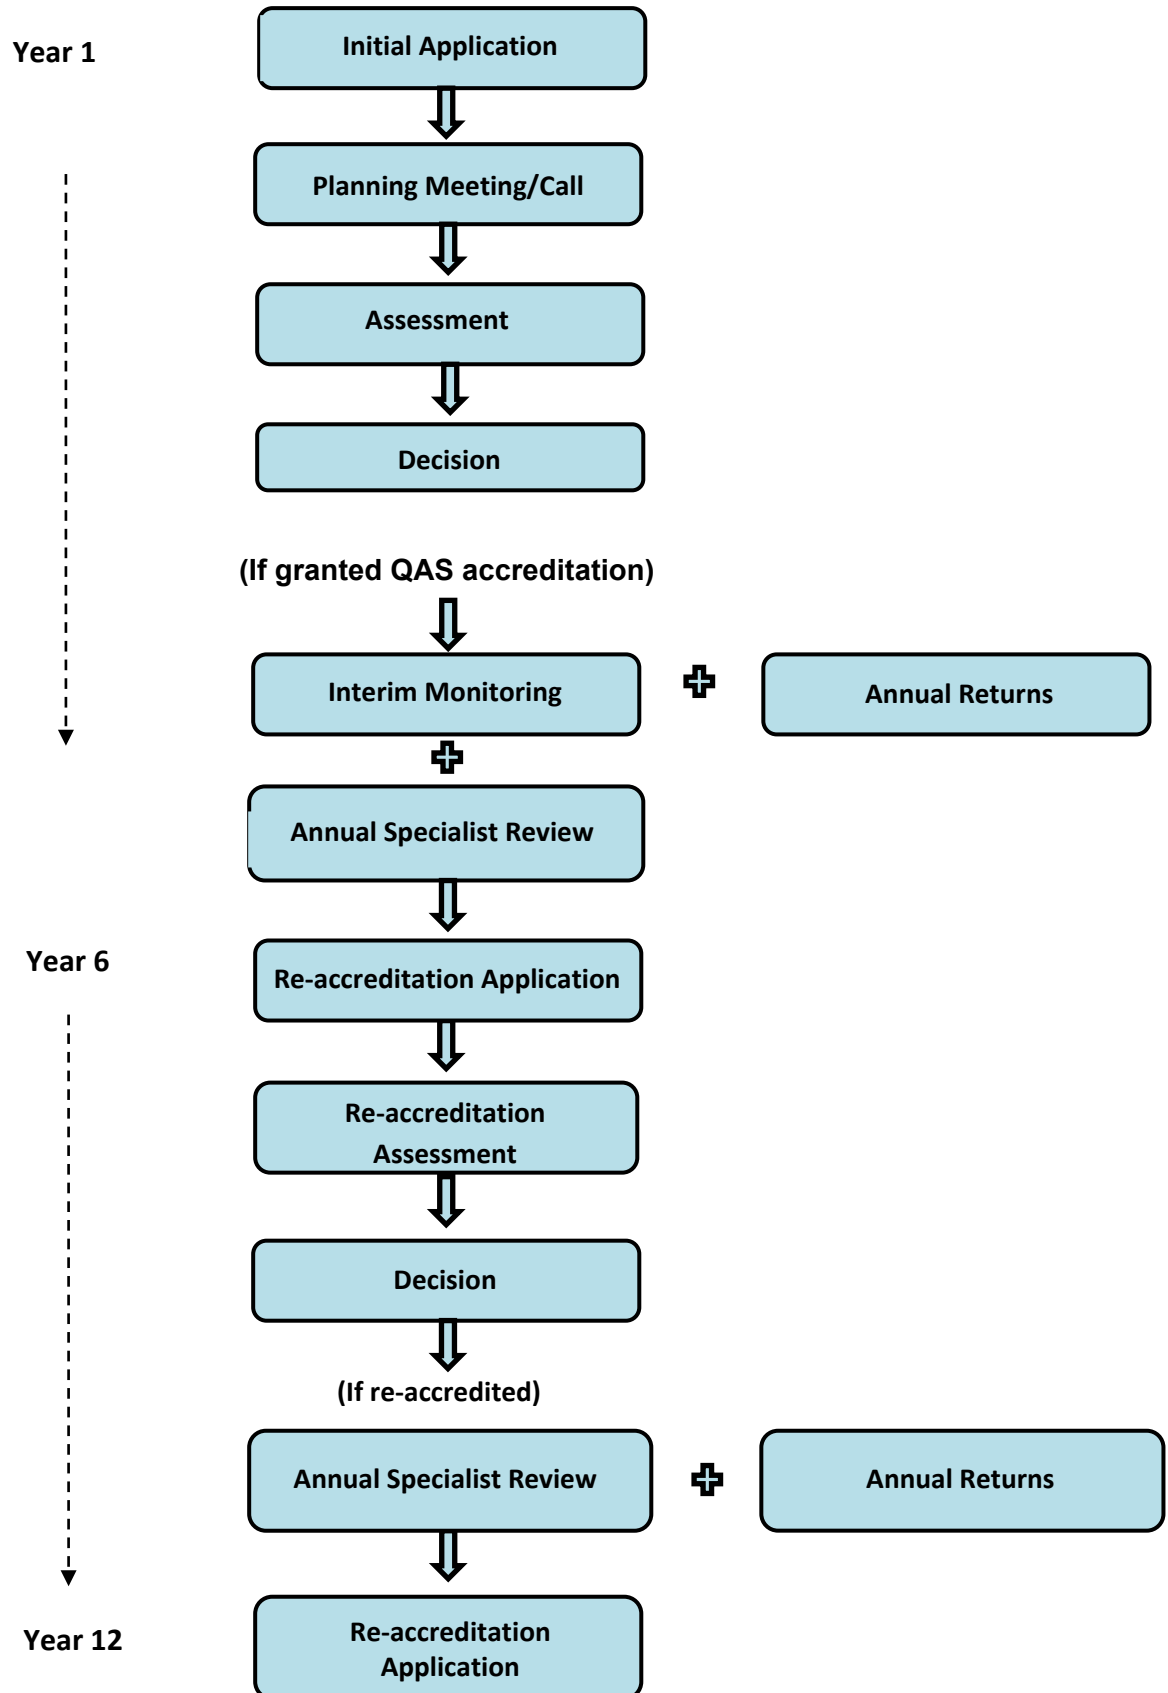 Year 1
Initial Application
Planning Meeting/Call
Assessment
Decision
(If granted QAS accreditation)
Interim Monitoring
Annual Returns
Annual Specialist Review
Year 6
Re-accreditation Application
Re-accreditation
Assessment
Decision
(If re-accredited)
Annual Specialist Review
Annual Returns
Year 12
Re-accreditation
Application